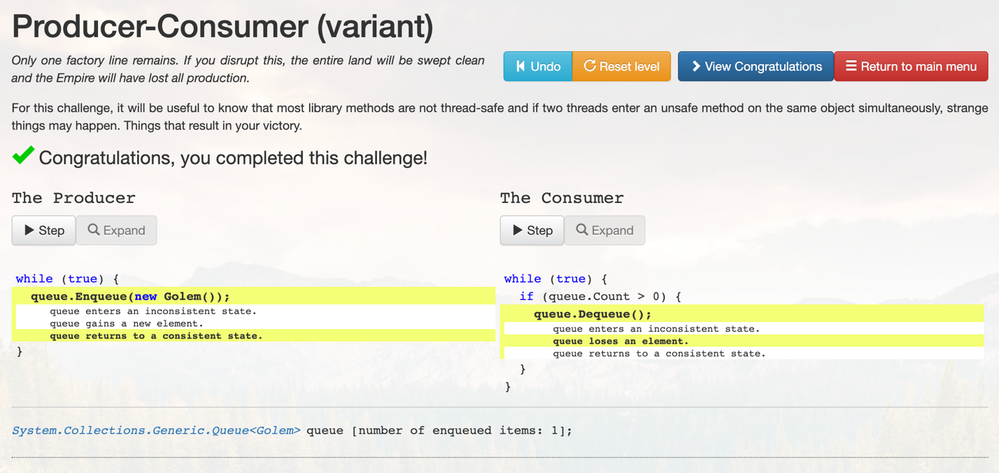 Producer-Consumer (variant)
Only one factory line remains. If you disrupt this, the entire land will be swept clean
and the Empire will have lost all production.
Undo Reset level View Congratulations Return to main menu
For this challenge, it will be useful to know that most library methods are not thread-safe and if two threads enter an unsafe method on the same object simultaneously, strange
things may happen. Things that result in your victory.
Congratulations, you completed this challenge!
The Producer
Step Expand
while (true) {
queue.Enqueue(new Golem());
queue enters an inconsistent state.
queue gains a new element.
queue returns to a consistent state.
}
The Consumer
Step Expand
while (true) {
if (queue.Count > 0) {
queue.Dequeue();
queue enters an inconsistent state.
queue loses an element.
queue returns to a consistent state.
}
}
System.Collections.Generic.Queue<Golem> queue [number of enqueued items: 1];